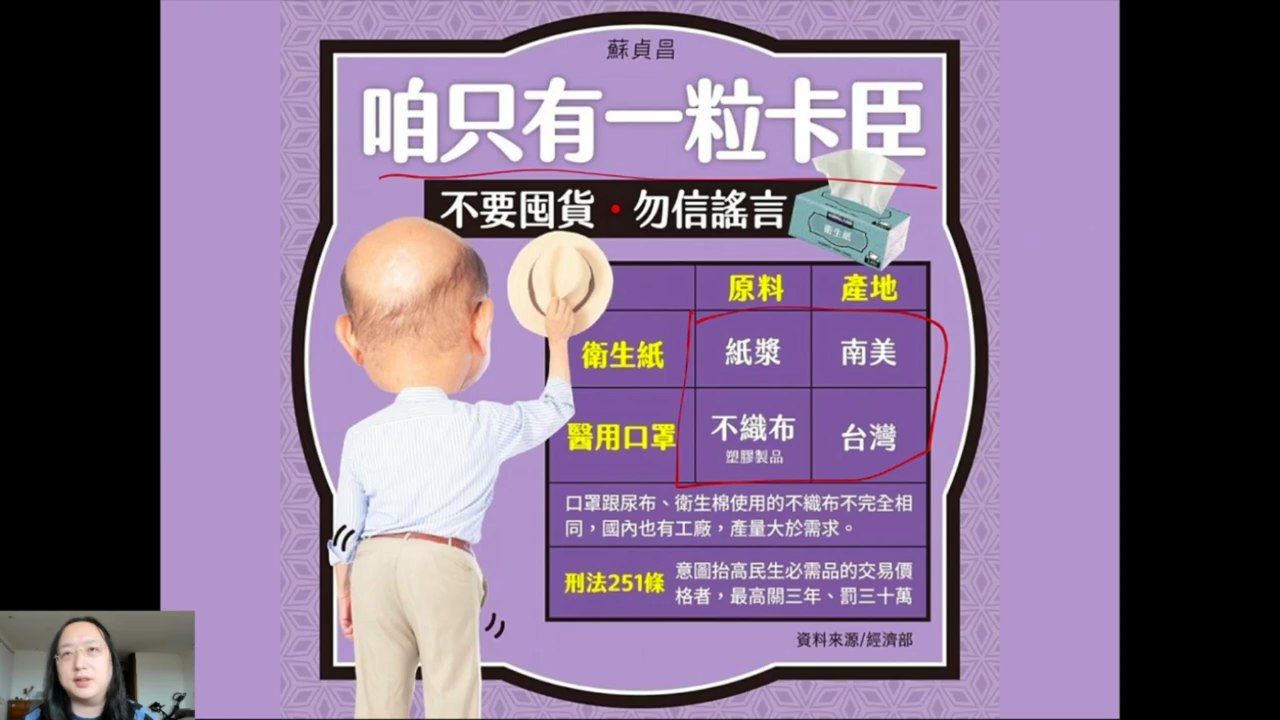 蘇貞昌
咱只有一粒卡臣
不要囤貨・勿信謠言
衛生紙
原料 產地
衛生紙 紙漿 南美
醫用口罩 不織布 台灣
塑膠製品
口罩跟尿布、衛生棉使用的不織布不完全相
同，國內也有工廠，產量大於需求。
刑法251條 意圖抬高民生必需品的交易價
格者，最高關三年、罰三十萬
資料來源/經濟部